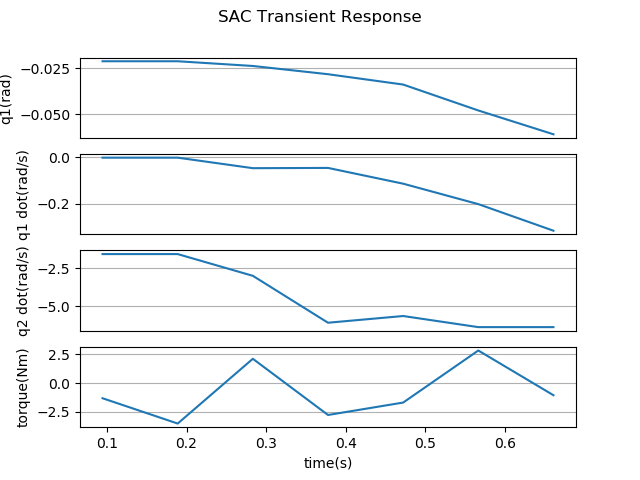 SAC Transient Response
q1(rad)
−0.025
−0.050
q1 dot(rad/s)
0.0
−0.2
q2 dot(rad/s)
−2.5
−5.0
torque(Nm)
2.5
0.0
−2.5
0.1 0.2 0.3 0.4 0.5 0.6
time(s)